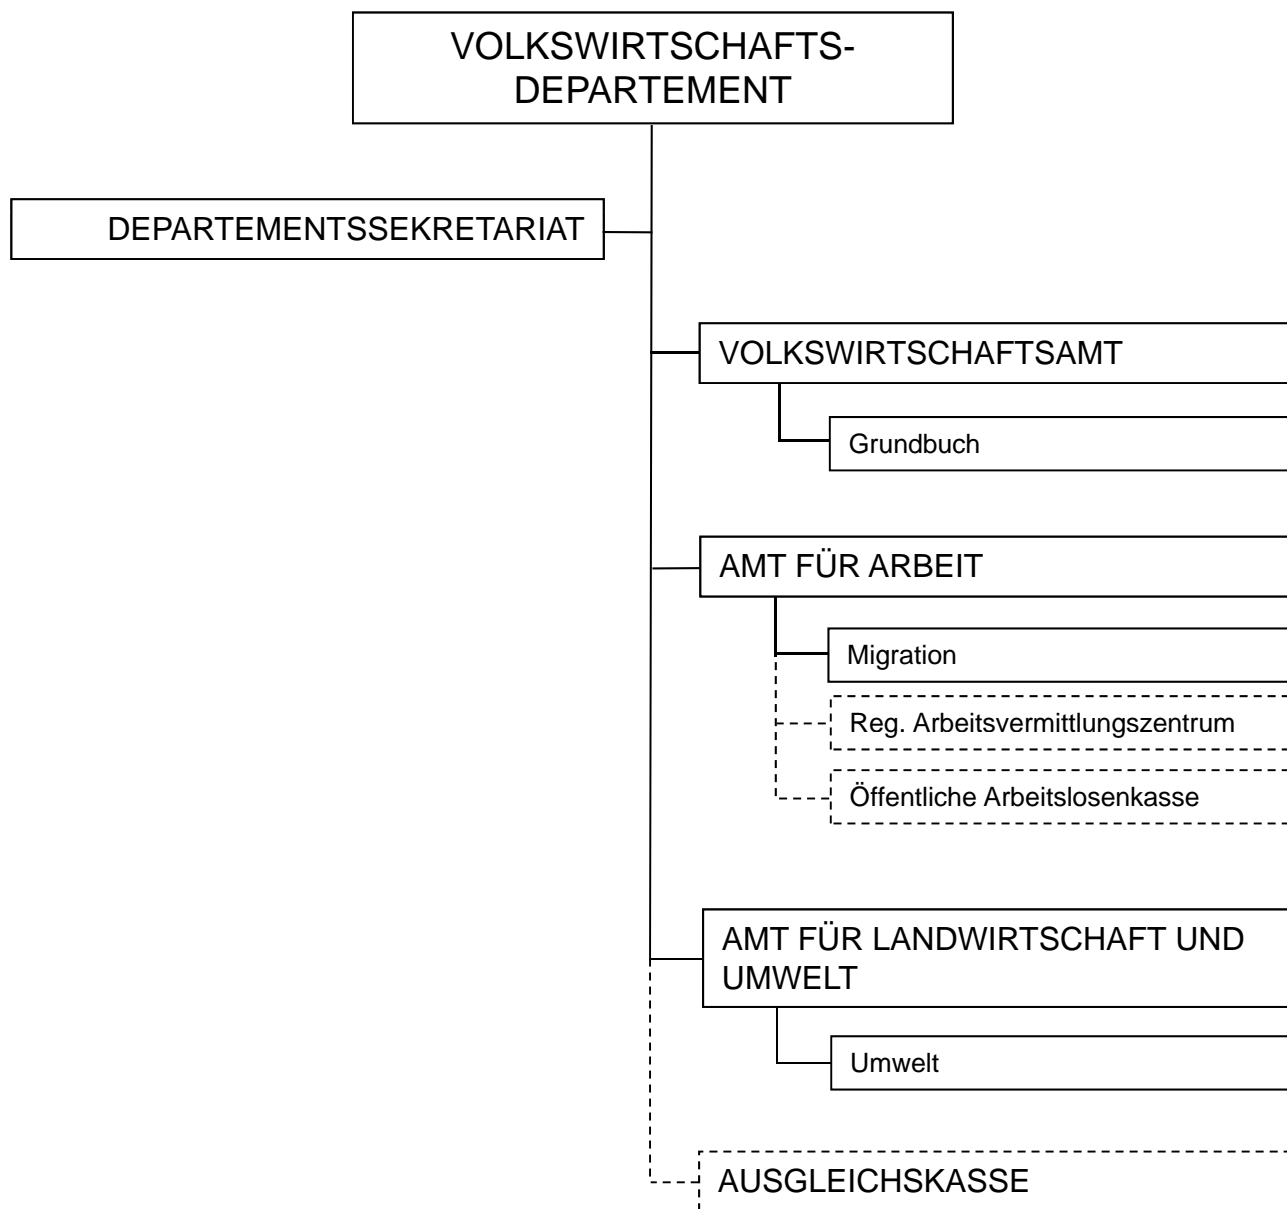 VOLKSWIRTSCHAFTS-
DEPARTEMENT
DEPARTEMENTSSEKRETARIAT
VOLKSWIRTSCHAFTSAMT
Grundbuch
AMT FÜR ARBEIT
Migration
Reg. Arbeitsvermittlungszentrum
Öffentliche Arbeitslosenkasse
AMT FÜR LANDWIRTSCHAFT UND
UMWELT
Umwelt
AUSGLEICHSKASSE